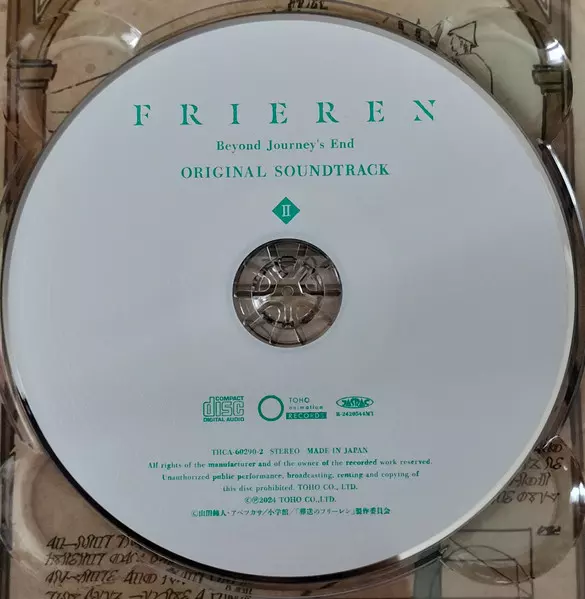 FRIEREN
Beyond Journey's End
ORIGINAL SOUNDTRACK
II
COMPACT
disc
DIGITAL AUDIO
TOHO
animation
RECORDS
JASRAC
THCA-60290-2 STEREO MADE IN JAPAN
All rights of the manufacturer and of the owner of the recorded work reserved.
Unauthorized public performance, broadcasting, renting and copying of
this disc prohibited. TOHO CO., LTD.
©℗2024 TOHO CO.,LTD.
©山田鐘人・アベツカサ/小学館/「葬送のフリーレン」製作委員会